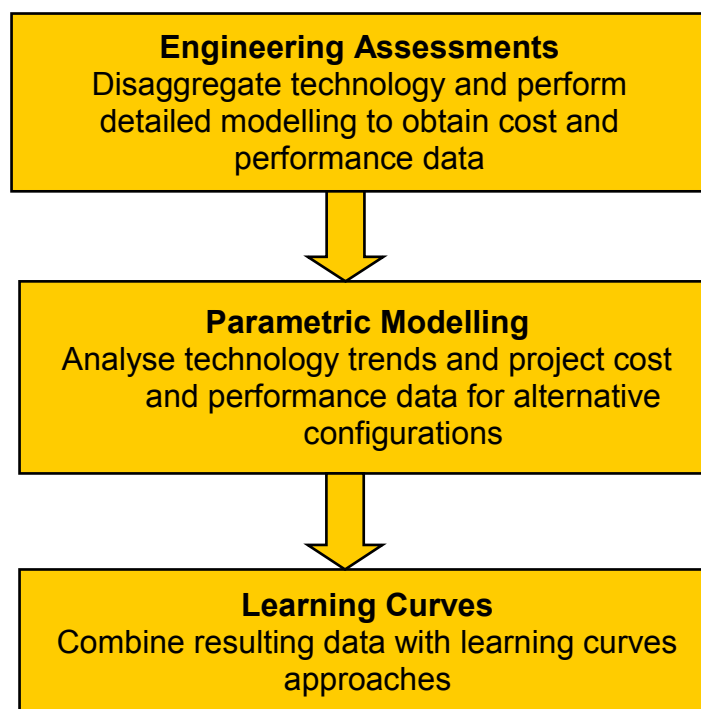 Engineering Assessments
Disaggregate technology and perform
detailed modelling to obtain cost and
performance data
Parametric Modelling
Analyse technology trends and project cost
and performance data for alternative
configurations
Learning Curves
Combine resulting data with learning curves
approaches